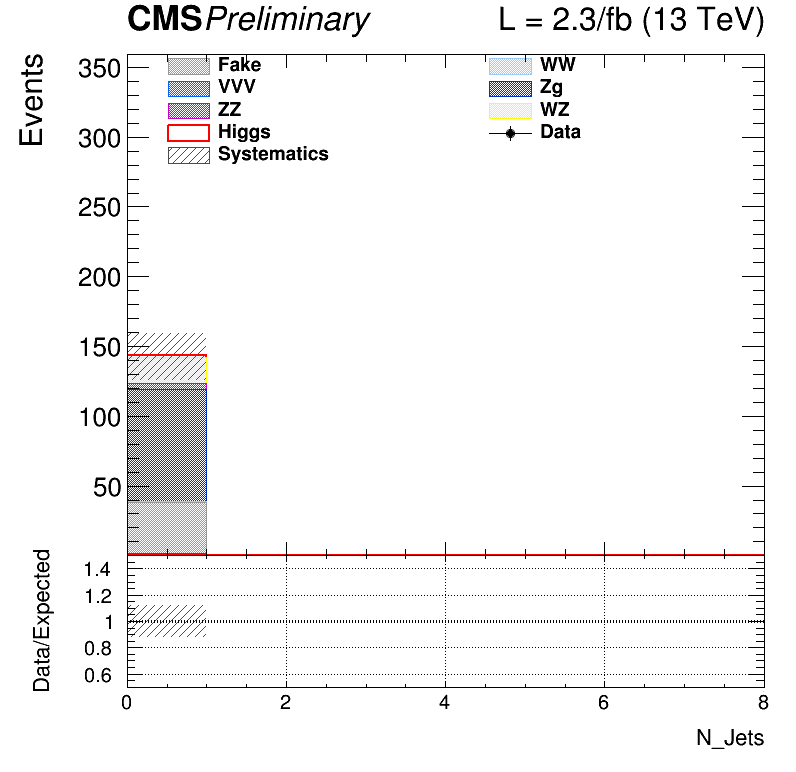 CMS Preliminary L = 2.3/fb (13 TeV)
Events
350
300
250
200
150
100
50
Fake WW
VVV Zg
ZZ WZ
Higgs Data
Systematics
Data/Expected
1.4
1.2
1
0.8
0.6
0 2 4 6 8
N_Jets